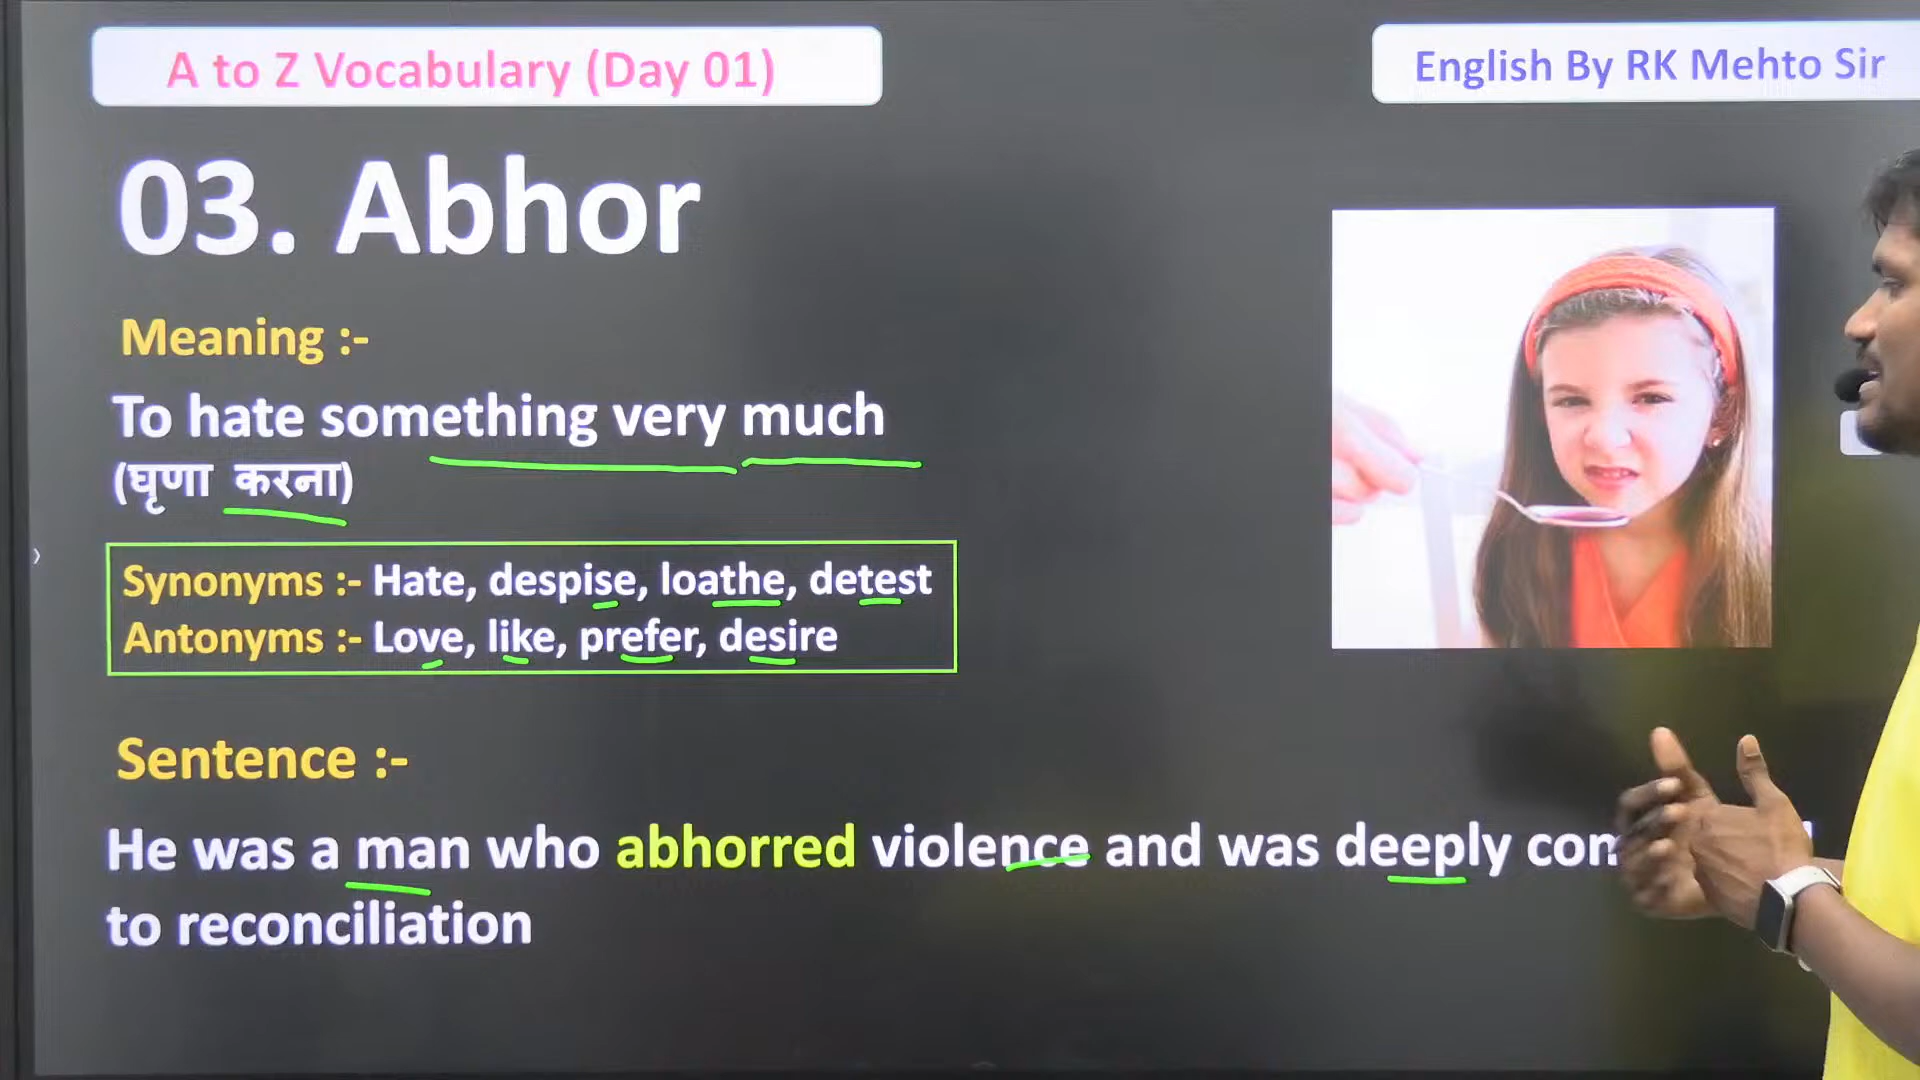 A to Z Vocabulary (Day 01)
English By RK Mehto Sir
03. Abhor
Meaning :-
To hate something very much
(घृणा करना)
Synonyms :- Hate, despise, loathe, detest
Antonyms :- Love, like, prefer, desire
Sentence :-
He was a man who abhorred violence and was deeply
to reconciliation